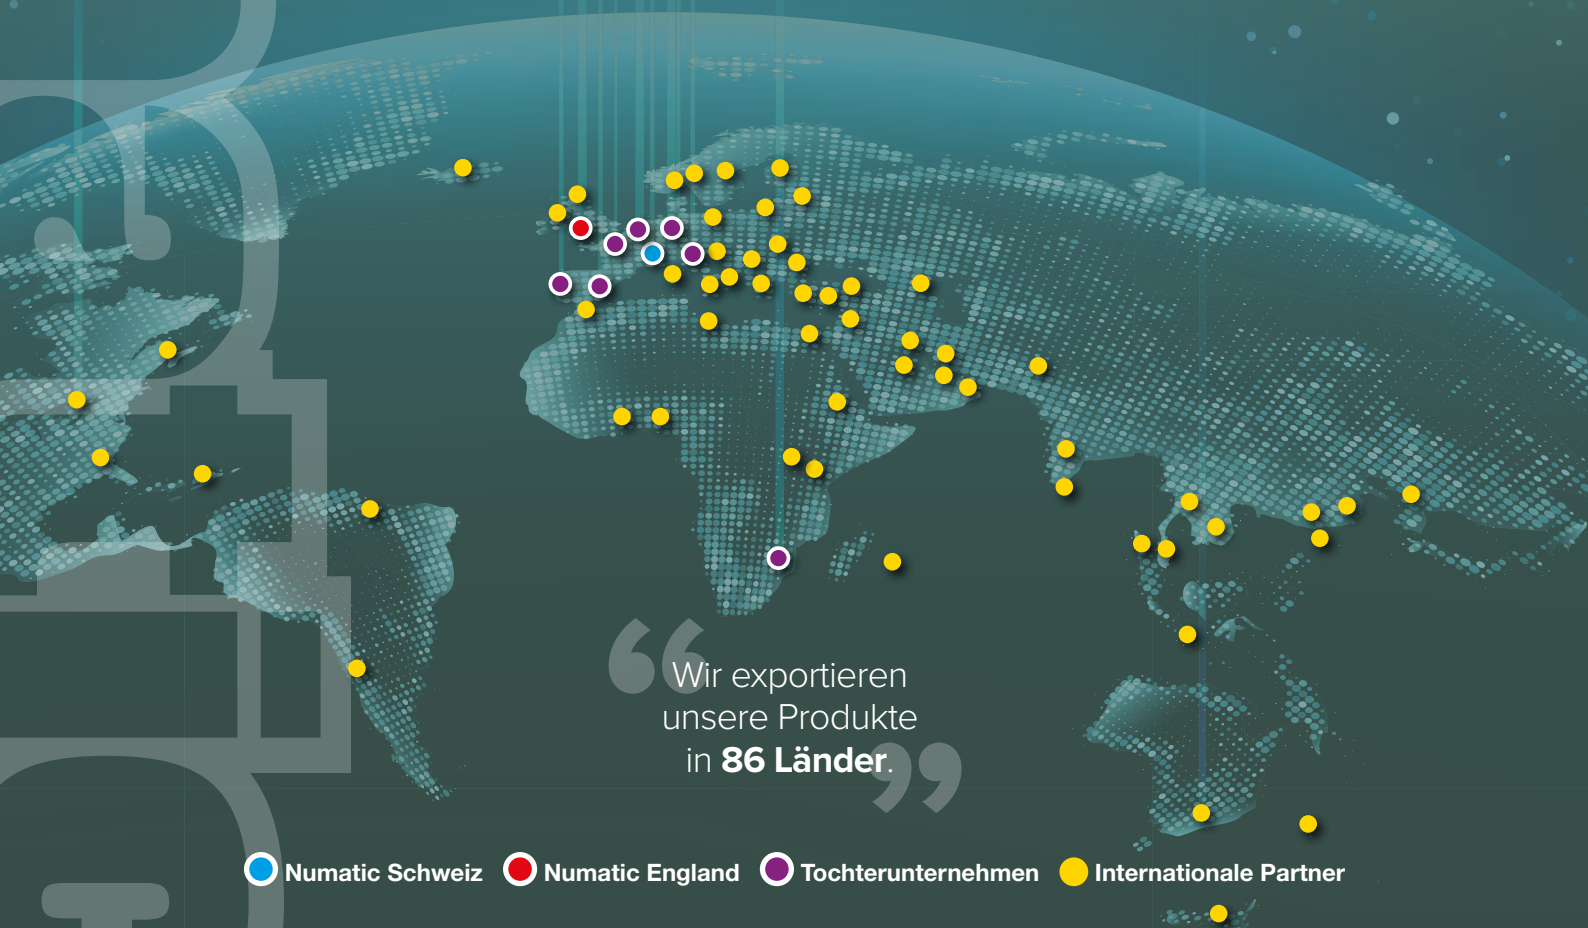 “Wir exportieren
unsere Produkte
in 86 Länder.”
Numatic Schweiz
Numatic England
Tochterunternehmen
Internationale Partner